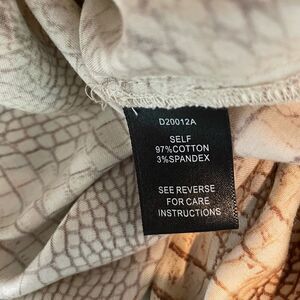 D20012A
SELF
97%COTTON
3%SPANDEX
SEE REVERSE
FOR CARE
INSTRUCTIONS